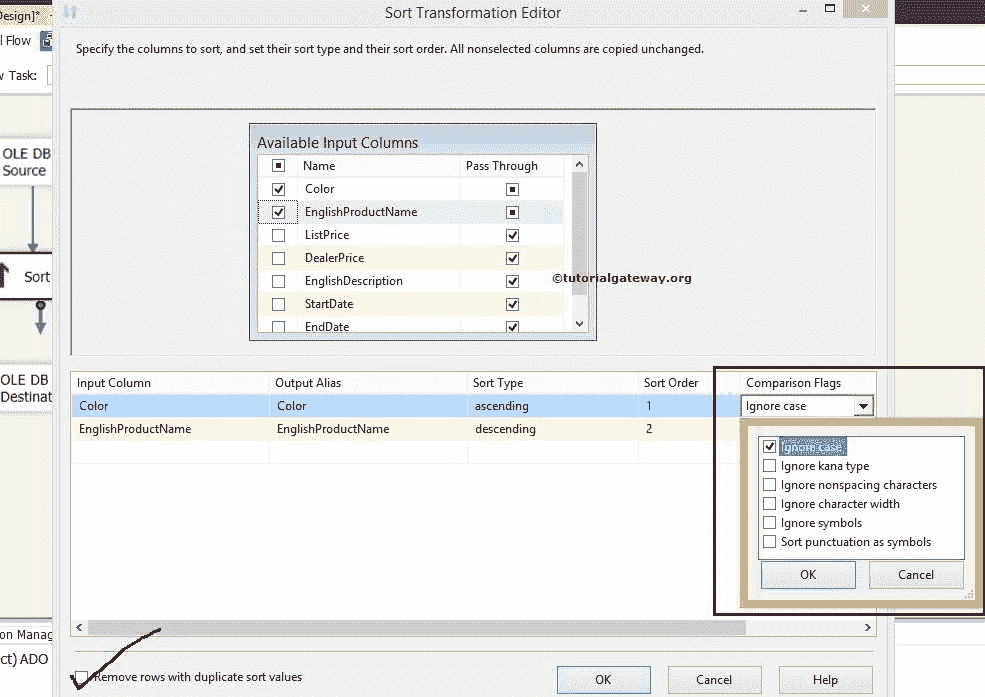 Design]*
Sort Transformation Editor
l Flow
Specify the columns to sort, and set their sort type and their sort order. All nonselected columns are copied unchanged.
w Task:
Available Input Columns
Name Pass Through
Color
EnglishProductName
ListPrice
DealerPrice
EnglishDescription
StartDate
EndDate
©tutorialgateway.org
OLE DB
Source
Sort
OLE DB
Destinat
Input Column Output Alias Sort Type Sort Order Comparison Flags
Color Color ascending 1 Ignore case
EnglishProductName EnglishProductName descending 2
Ignore case
Ignore kana type
Ignore nonspacing characters
Ignore character width
Ignore symbols
Sort punctuation as symbols
OK Cancel
on Manag
ct) ADO
Remove rows with duplicate sort values
OK Cancel Help